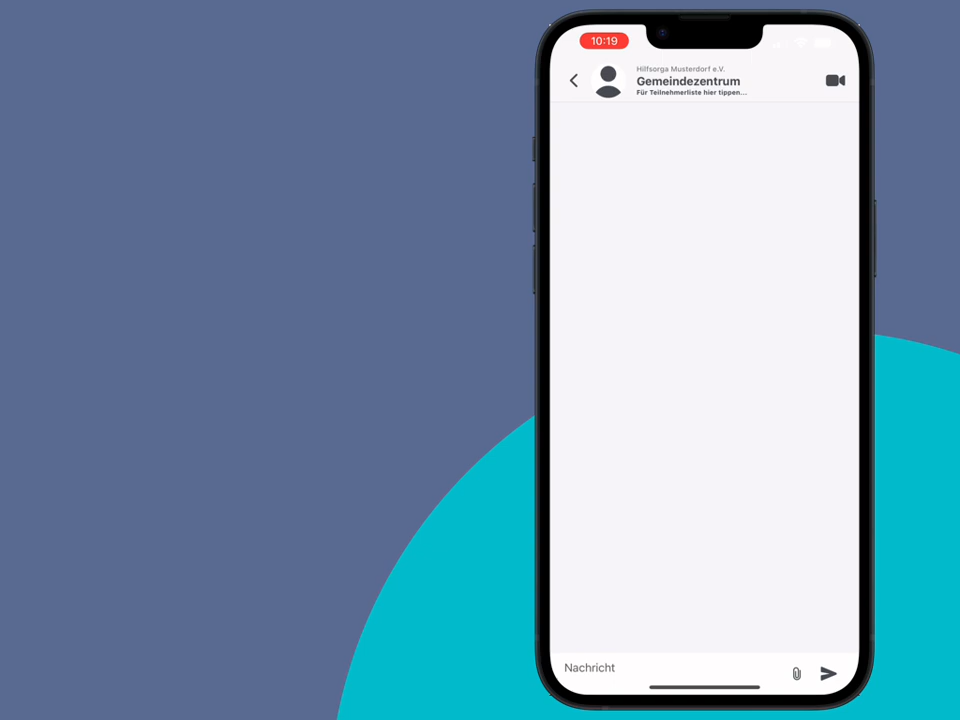 10:19
Hilfsorga Musterdorf e.V.
Gemeindezentrum
Für Teilnehmerliste hier tippen...
Nachricht